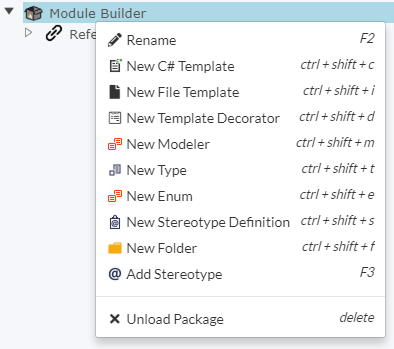 Module Builder
Refe
Rename F2
New C# Template ctrl + shift + c
New File Template ctrl + shift + i
New Template Decorator ctrl + shift + d
New Modeler ctrl + shift + m
New Type ctrl + shift + t
New Enum ctrl + shift + e
New Stereotype Definition ctrl + shift + s
New Folder ctrl + shift + f
@ Add Stereotype F3
Unload Package delete